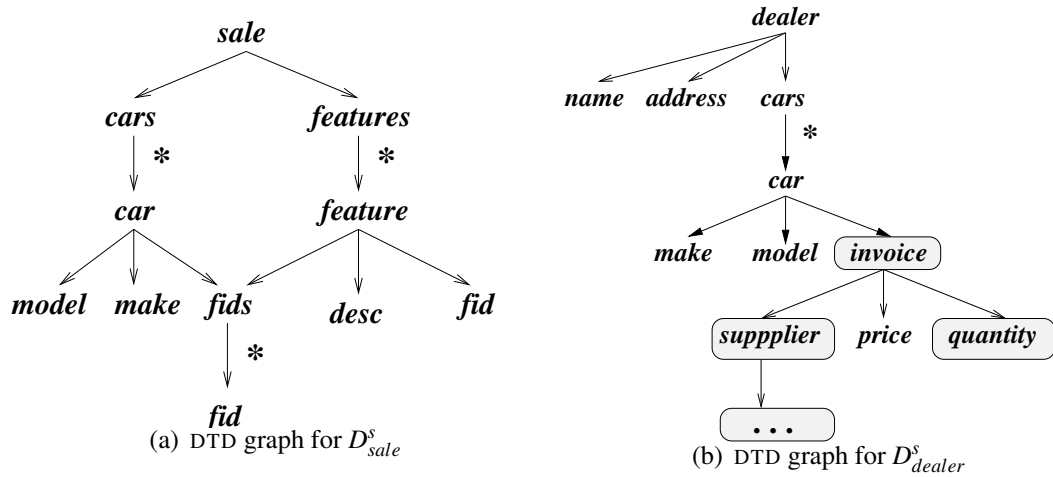 sale
cars features
*
*
car feature
model make fids desc fid
*
fid
(a) DTD graph for D^s_sale
dealer
name address cars
*
car
make model invoice
suppplier price quantity
...
(b) DTD graph for D^s_dealer